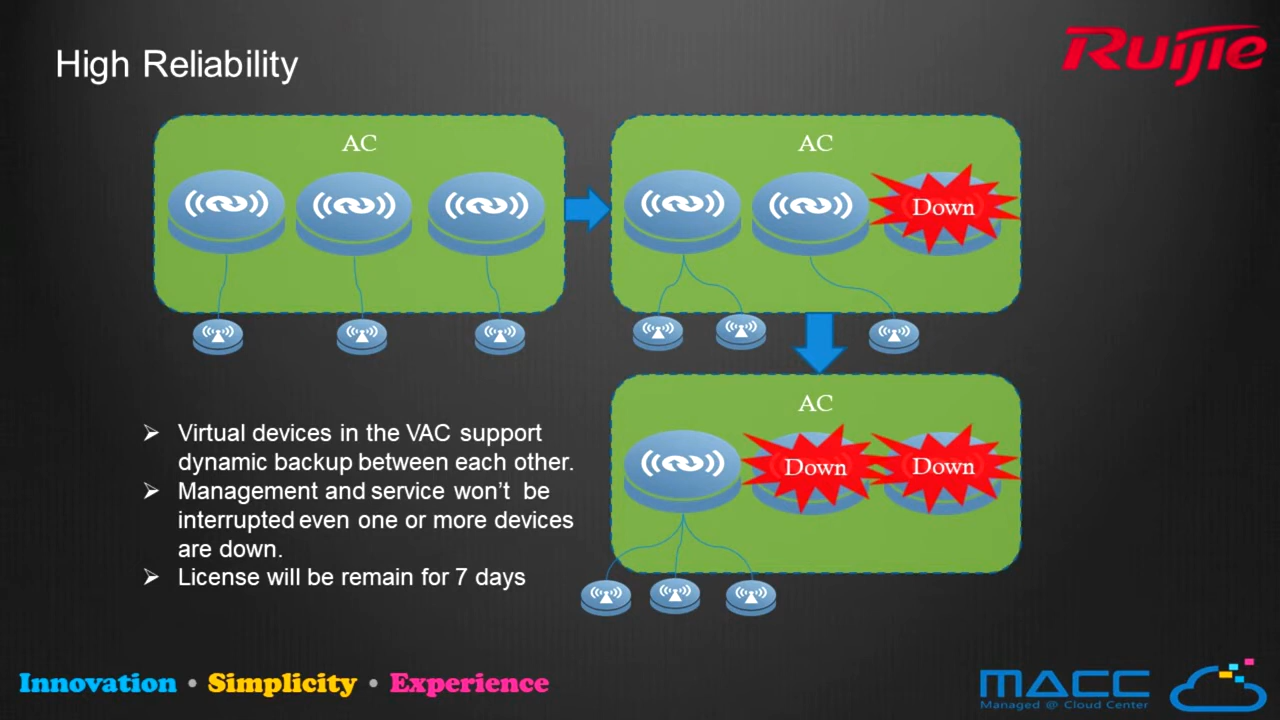 High Reliability
Ruijie
AC
AC
Down
AC
Down
Down
➢ Virtual devices in the VAC support
dynamic backup between each other.
➢ Management and service won’t be
interrupted even one or more devices
are down.
➢ License will be remain for 7 days
Innovation • Simplicity • Experience
MACC
Managed @ Cloud Center